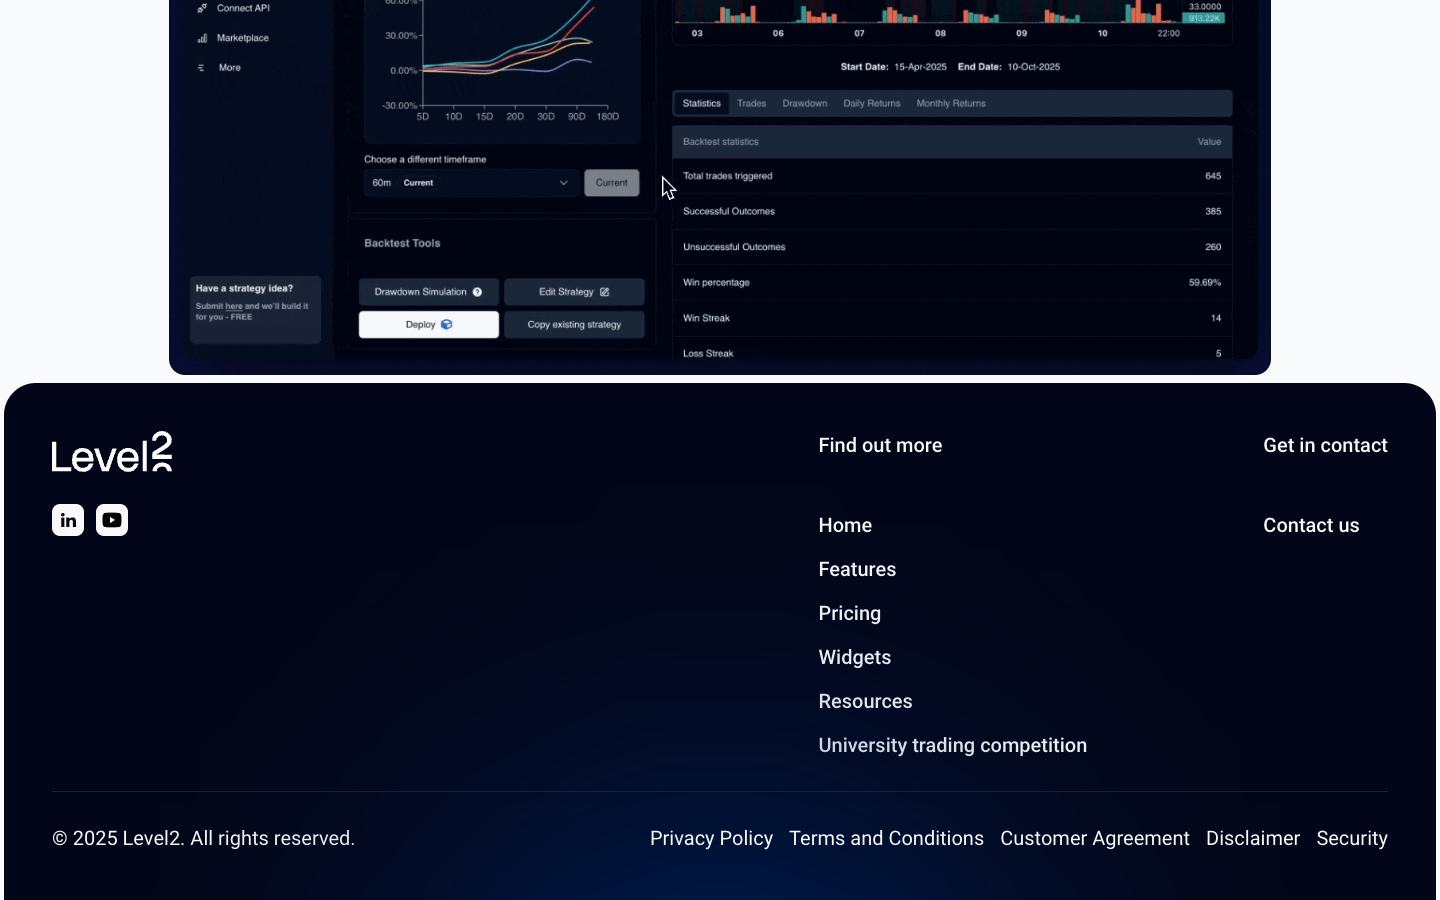 Connect API
Marketplace
More
Have a strategy idea?
Submit here and we'll build it
for you - FREE
60.00%
30.00%
0.00%
-30.00%
5D 10D 15D 20D 30D 90D 180D
Choose a different timeframe
60m Current
Current
Backtest Tools
Drawdown Simulation
Edit Strategy
Deploy
Copy existing strategy
33.0000
913.22K
03 06 07 08 09 10 22:00
Start Date: 15-Apr-2025 End Date: 10-Oct-2025
Statistics Trades Drawdown Daily Returns Monthly Returns
Backtest statistics Value
Total trades triggered 645
Successful Outcomes 385
Unsuccessful Outcomes 260
Win percentage 59.69%
Win Streak 14
Loss Streak 5
Level2
in
Find out more
Home
Features
Pricing
Widgets
Resources
University trading competition
Get in contact
Contact us
© 2025 Level2. All rights reserved.
Privacy Policy Terms and Conditions Customer Agreement Disclaimer Security